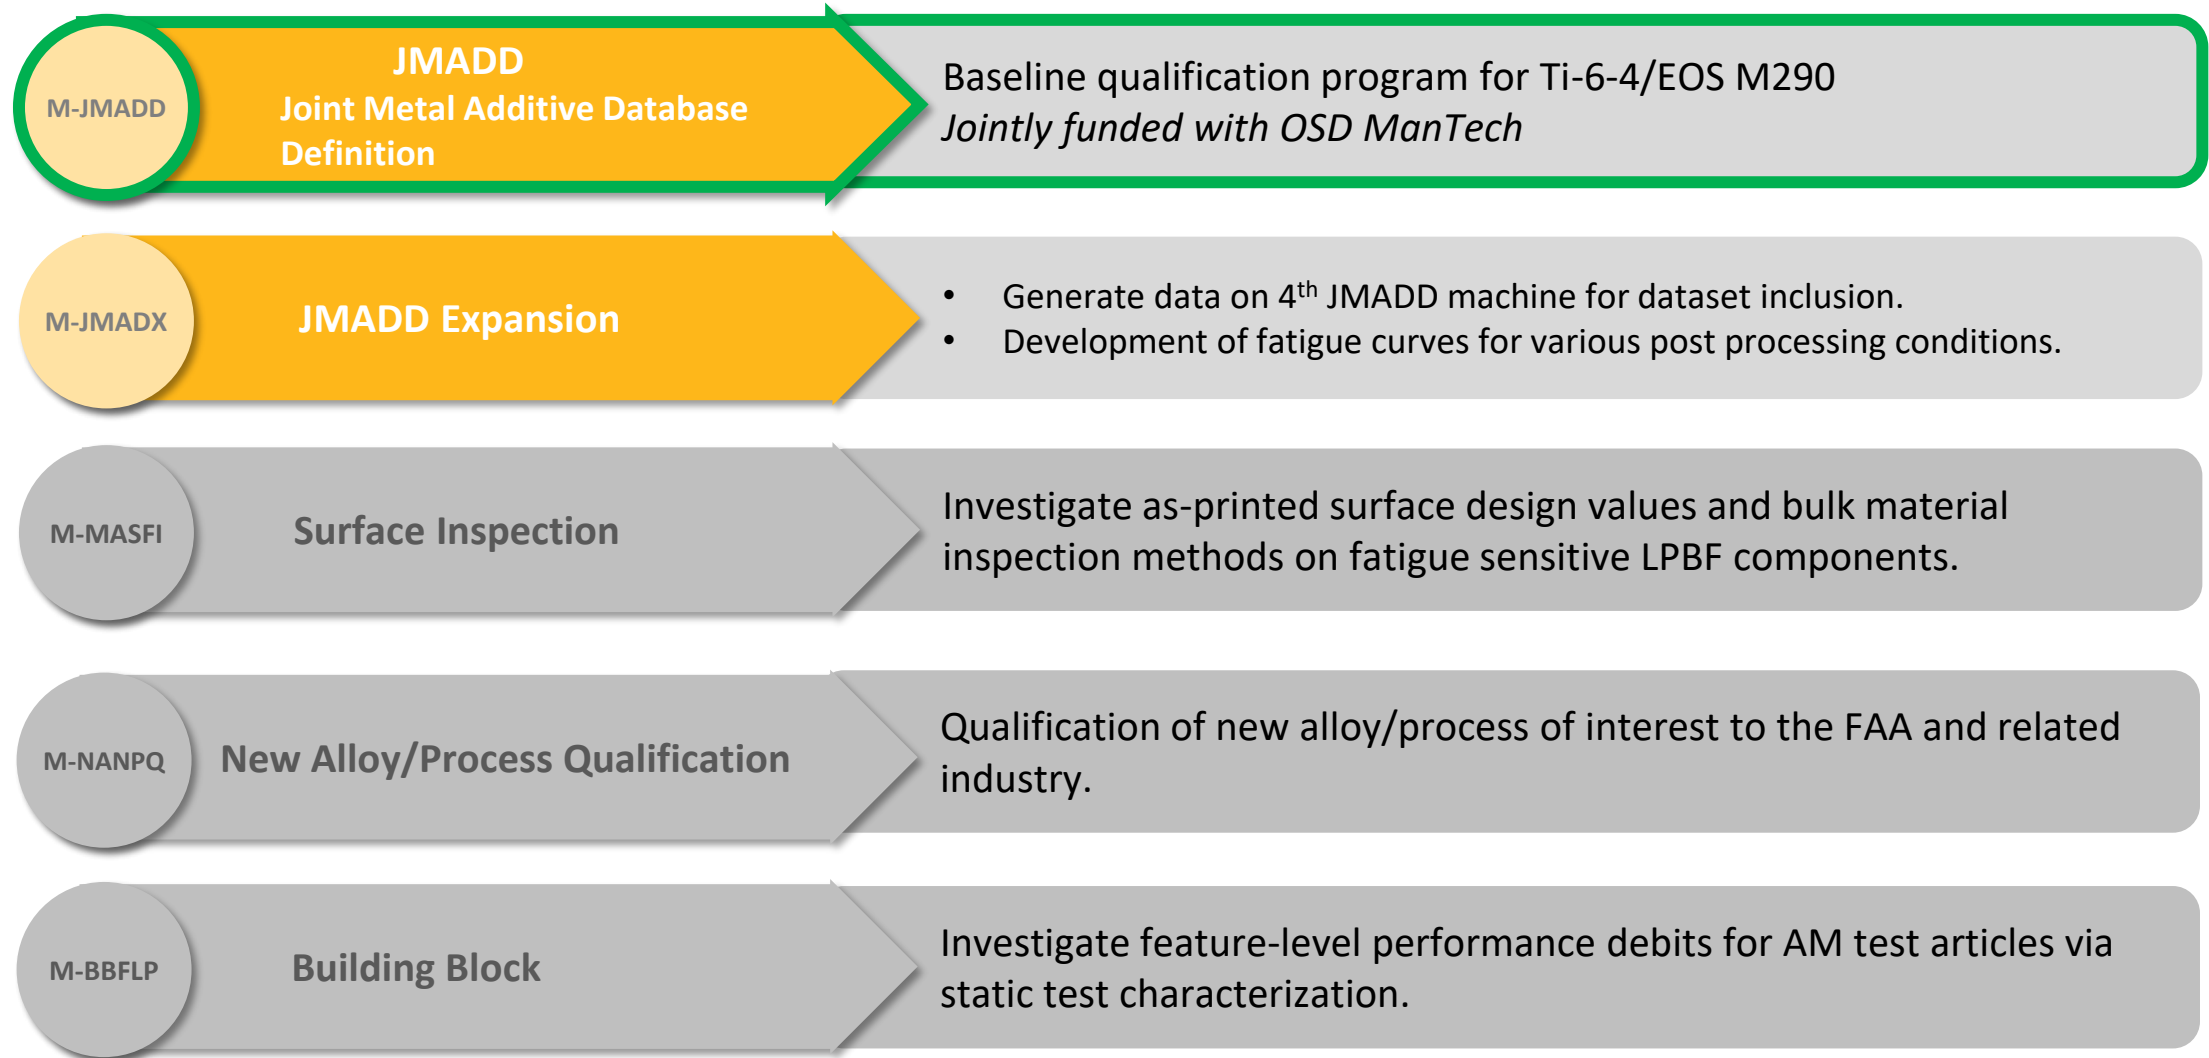 M-JMADD
JMADD
Joint Metal Additive Database
Definition
Baseline qualification program for Ti-6-4/EOS M290
Jointly funded with OSD ManTech
M-JMADX
JMADD Expansion
• Generate data on 4th JMADD machine for dataset inclusion.
• Development of fatigue curves for various post processing conditions.
M-MASFI
Surface Inspection
Investigate as-printed surface design values and bulk material
inspection methods on fatigue sensitive LPBF components.
M-NANPQ
New Alloy/Process Qualification
Qualification of new alloy/process of interest to the FAA and related
industry.
M-BBFLP
Building Block
Investigate feature-level performance debits for AM test articles via
static test characterization.